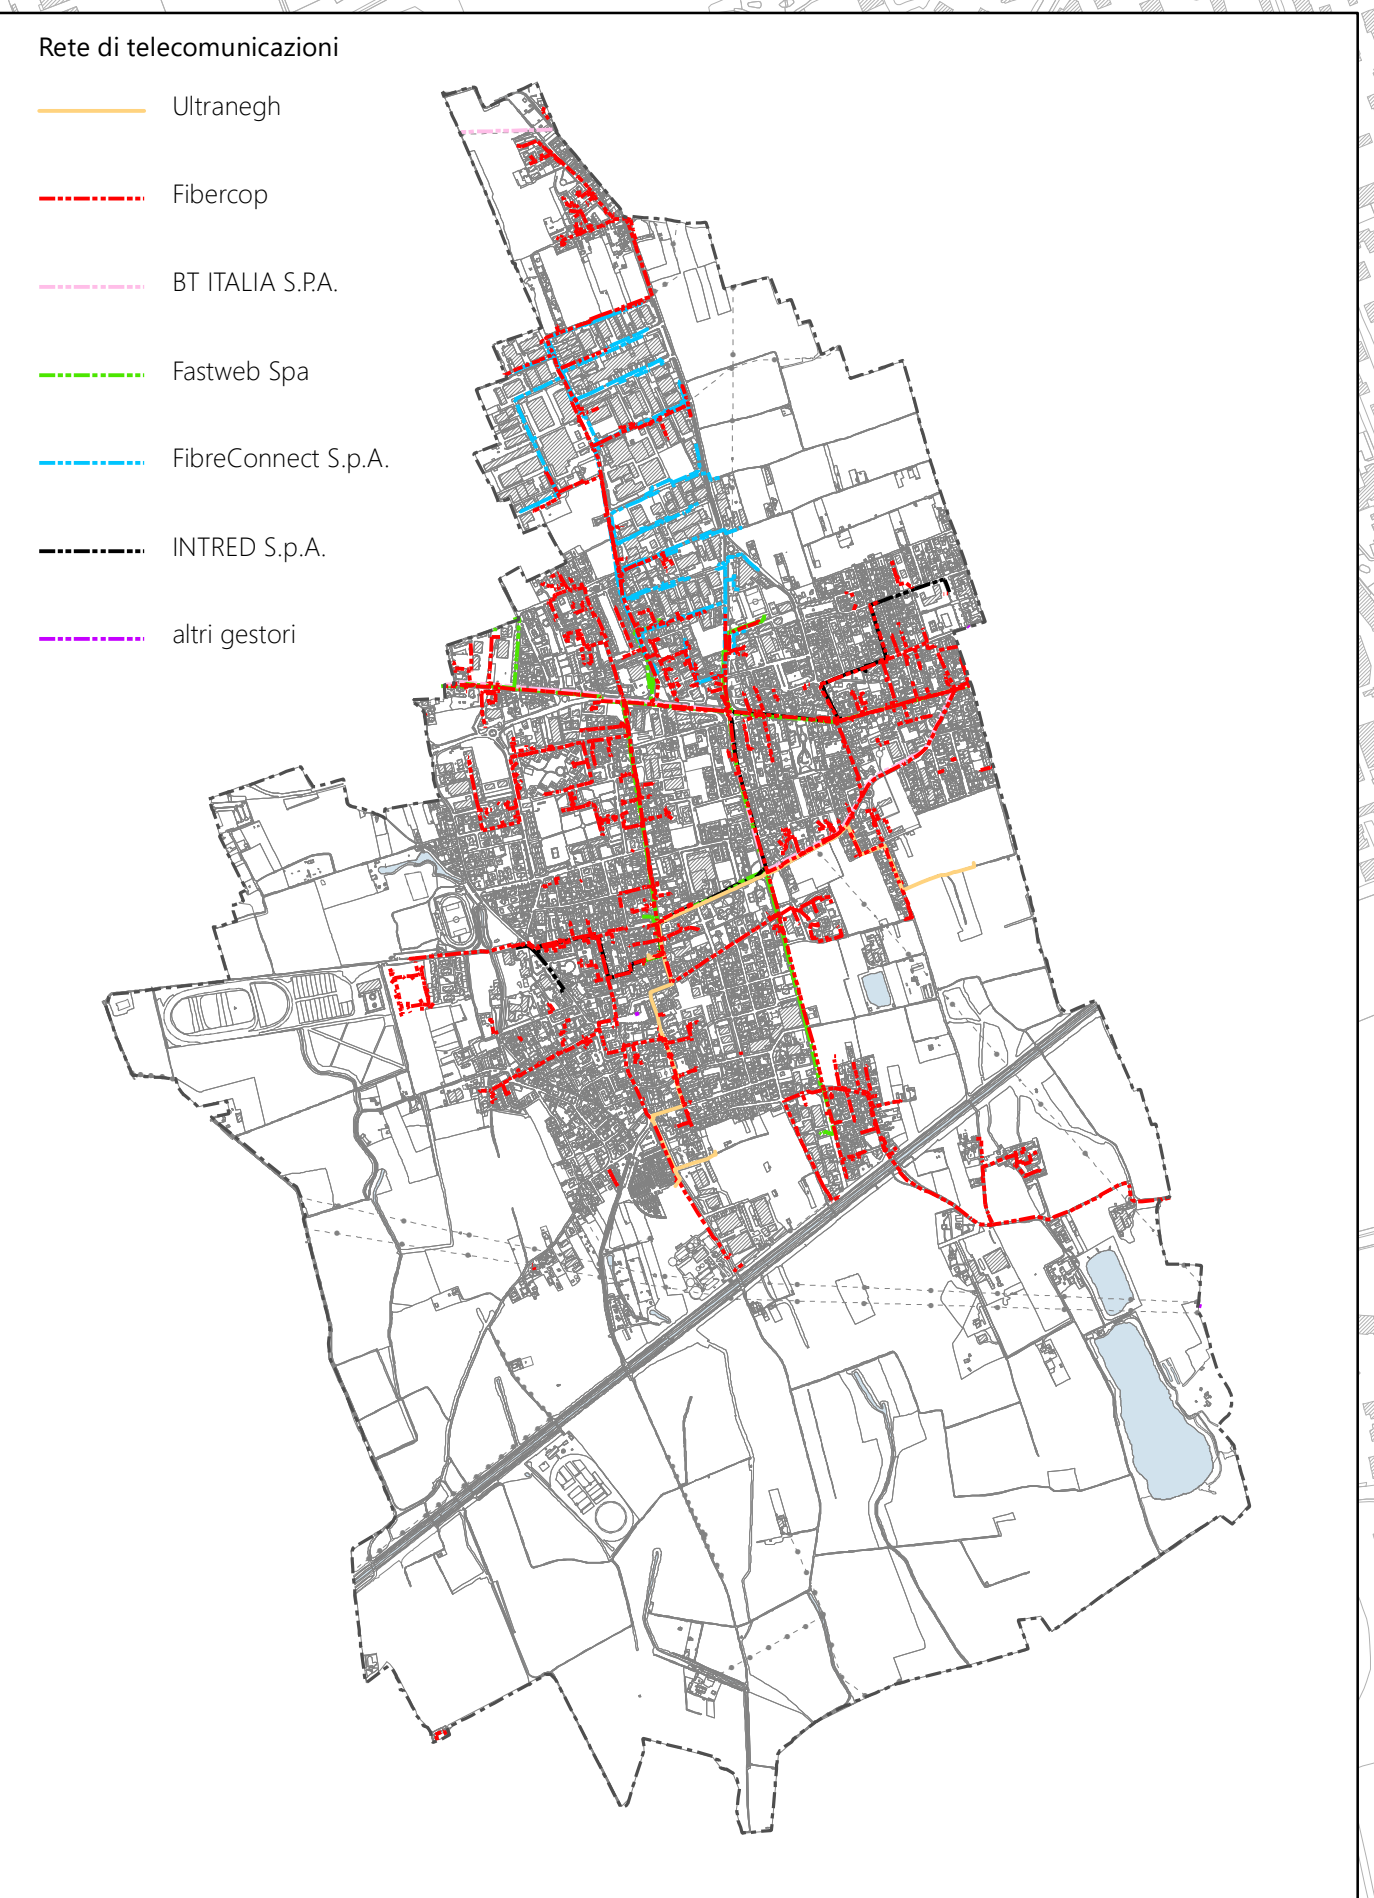 Rete di telecomunicazioni
Ultranegh
Fibercop
BT ITALIA S.P.A.
Fastweb Spa
FibreConnect S.p.A.
INTRED S.p.A.
altri gestori